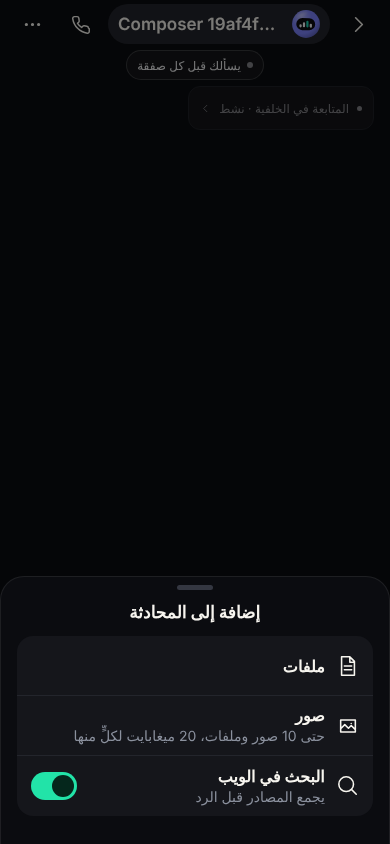 Composer 19af4f...
يسألك قبل كل صفقة
المتابعة في الخلفية · نشط
إضافة إلى المحادثة
ملفات
صور
حتى 10 صور وملفات، 20 ميغابايت لكلٍّ منها
البحث في الويب
يجمع المصادر قبل الرد